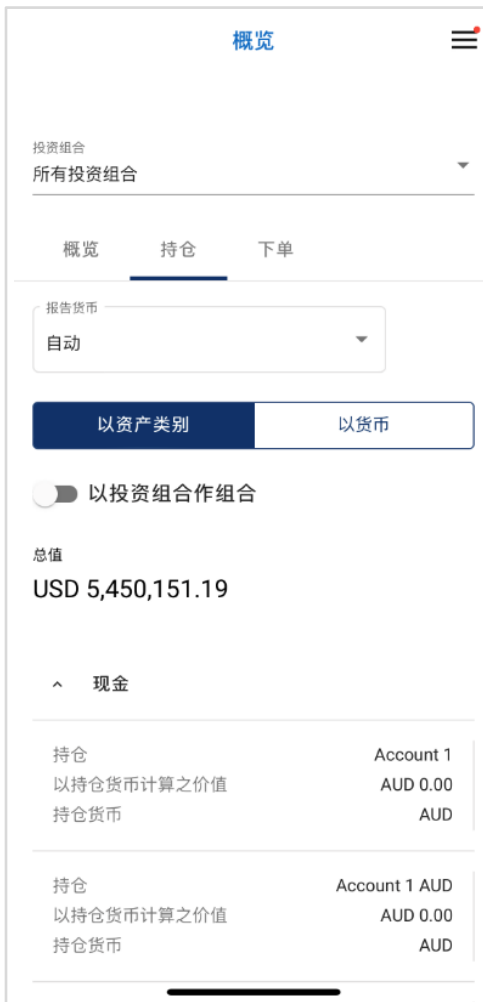 概览
投资组合
所有投资组合
概览 持仓 下单
报告货币
自动
以资产类别 以货币
以投资组合作组合
总值
USD 5,450,151.19
现金
持仓 Account 1
以持仓货币计算之价值 AUD 0.00
持仓货币 AUD
持仓 Account 1 AUD
以持仓货币计算之价值 AUD 0.00
持仓货币 AUD